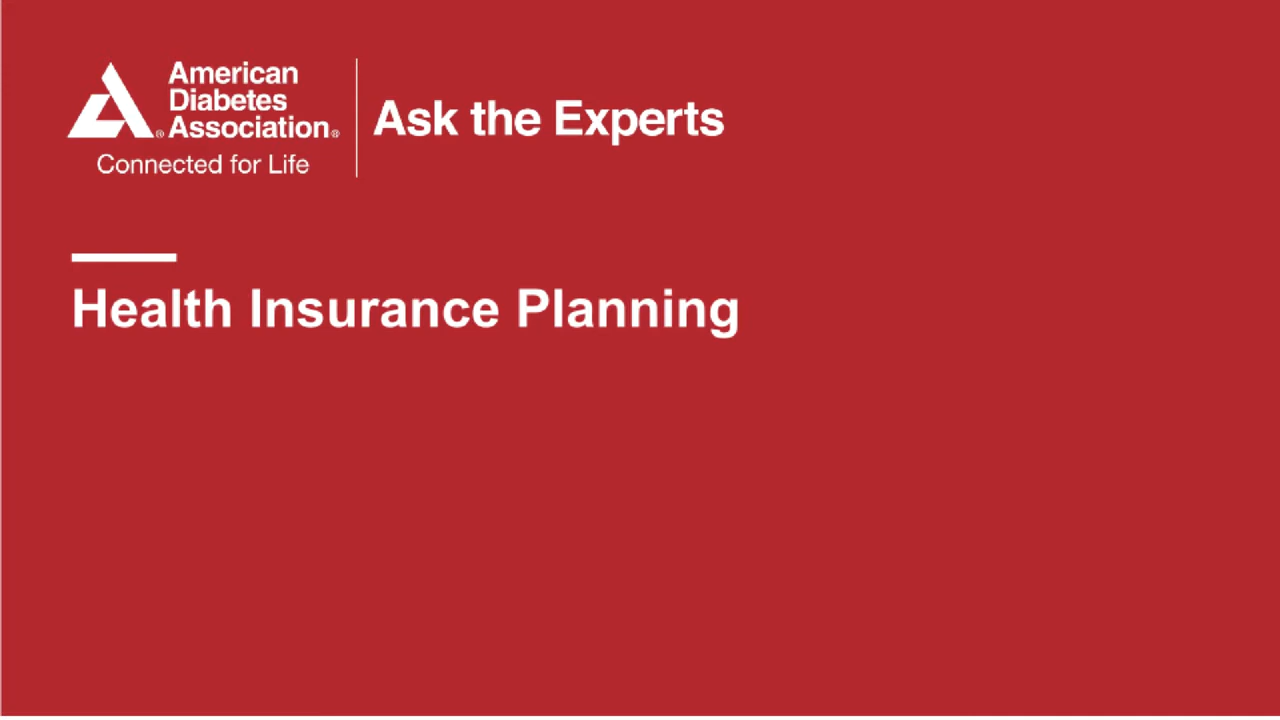 American
Diabetes
® Association®
Connected for Life
Ask the Experts
Health Insurance Planning